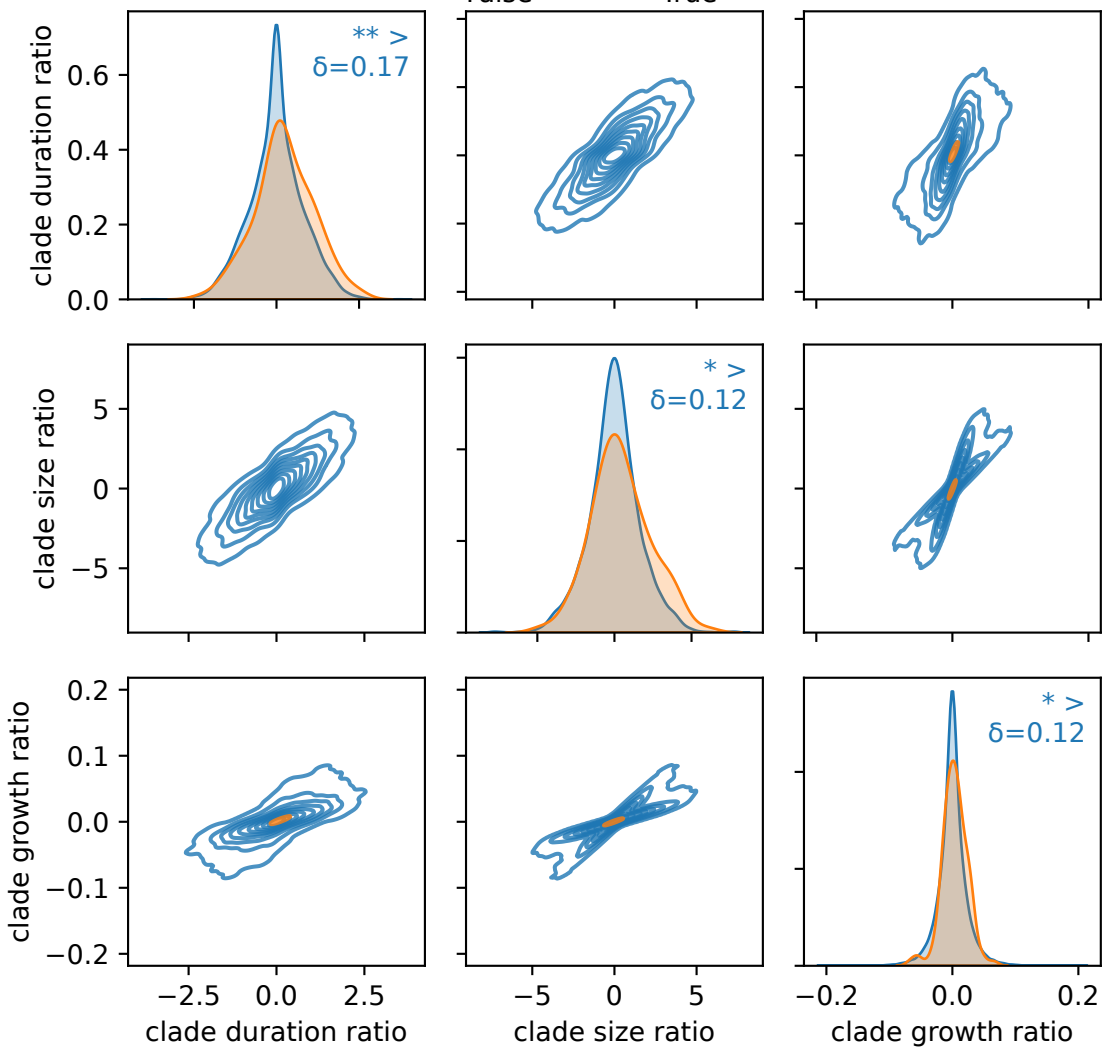 False True
clade duration ratio
0.6
0.4
0.2
0.0
** >
δ=0.17
clade size ratio
5
0
−5
* >
δ=0.12
clade growth ratio
0.2
0.1
0.0
−0.1
−0.2
* >
δ=0.12
−2.5 0.0 2.5
−5 0 5
−0.2 0.0 0.2
clade duration ratio
clade size ratio
clade growth ratio